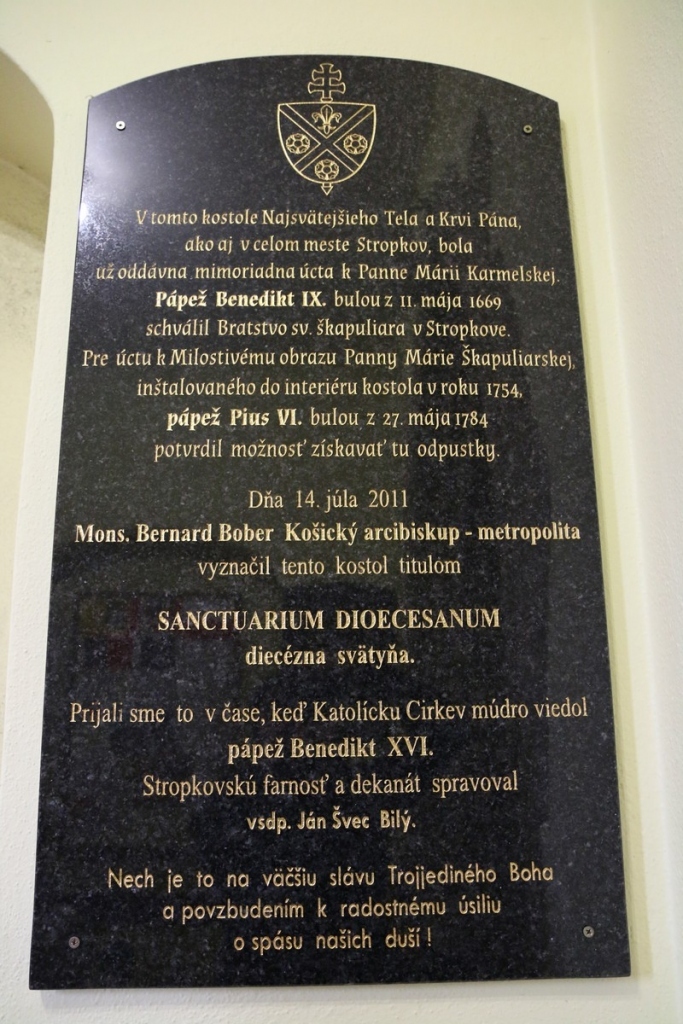 V tomto kostole Najsvätejšieho Tela a Krvi Pána,
ako aj v celom meste Stropkov, bola
už oddávna mimoriadna úcta k Panne Márii Karmelskej.
Pápež Benedikt IX. bulou z 11. mája 1669
schválil Bratstvo sv. škapuliara v Stropkove.
Pre úctu k Milostivému obrazu Panny Márie Škapuliarskej,
inštalovaného do interiéru kostola v roku 1754,
pápež Pius VI. bulou z 27. mája 1784
potvrdil možnosť získavať tu odpustky.
Dňa 14. júla 2011
Mons. Bernard Bober Košický arcibiskup - metropolita
vyznačil tento kostol titulom
SANCTUARIUM DIOECESANUM
diecézna svätyňa.
Prijali sme to v čase, keď Katolícku Cirkev múdro viedol
pápež Benedikt XVI.
Stropkovskú farnosť a dekanát spravoval
vsdp. Ján Švec Bilý.
Nech je to na väčšiu slávu Trojjediného Boha
a povzbudením k radostnému úsiliu
o spásu našich duší !